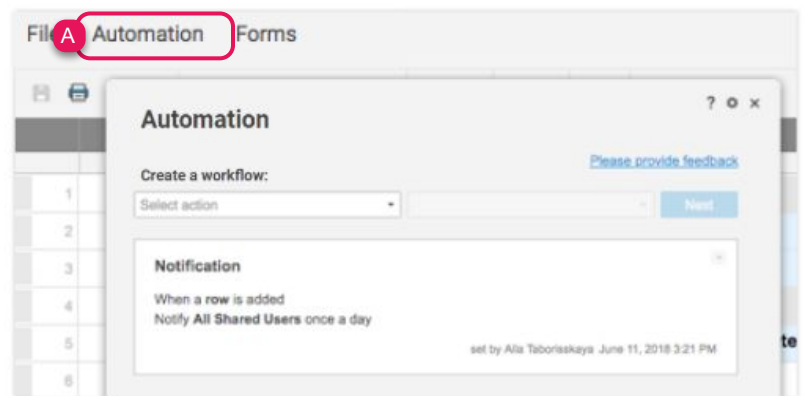 File A Automation Forms
Automation
? ×
Please provide feedback
Create a workflow:
Select action Next
1
2
3
4
5
6
Notification
When a row is added
Notify All Shared Users once a day
set by Alla Taborisskaya June 11, 2018 3:21 PM
te